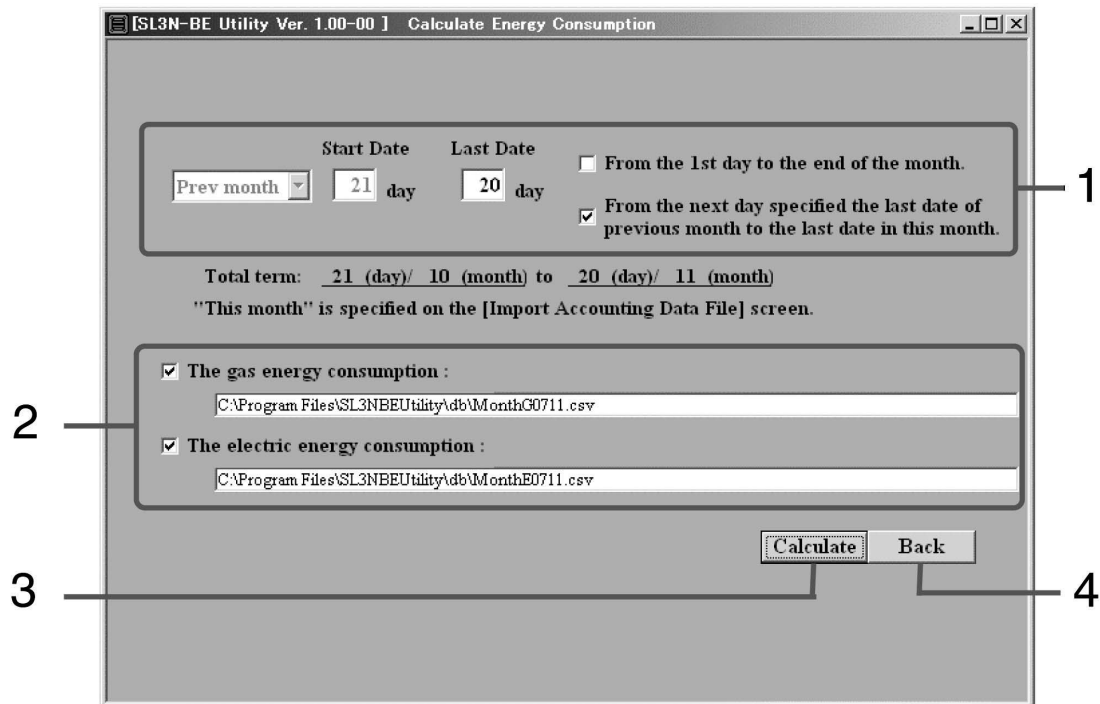 [SL3N-BE Utility Ver. 1.00-00 ] Calculate Energy Consumption
Start Date Last Date
Prev month 21 day 20 day
From the 1st day to the end of the month.
From the next day specified the last date of
previous month to the last date in this month.
1
Total term: 21 (day)/ 10 (month) to 20 (day)/ 11 (month)
"This month" is specified on the [Import Accounting Data File] screen.
2
The gas energy consumption :
C:\Program Files\SL3NBEUtility\db\MonthG0711.csv
The electric energy consumption :
C:\Program Files\SL3NBEUtility\db\MonthE0711.csv
Calculate Back
3
4